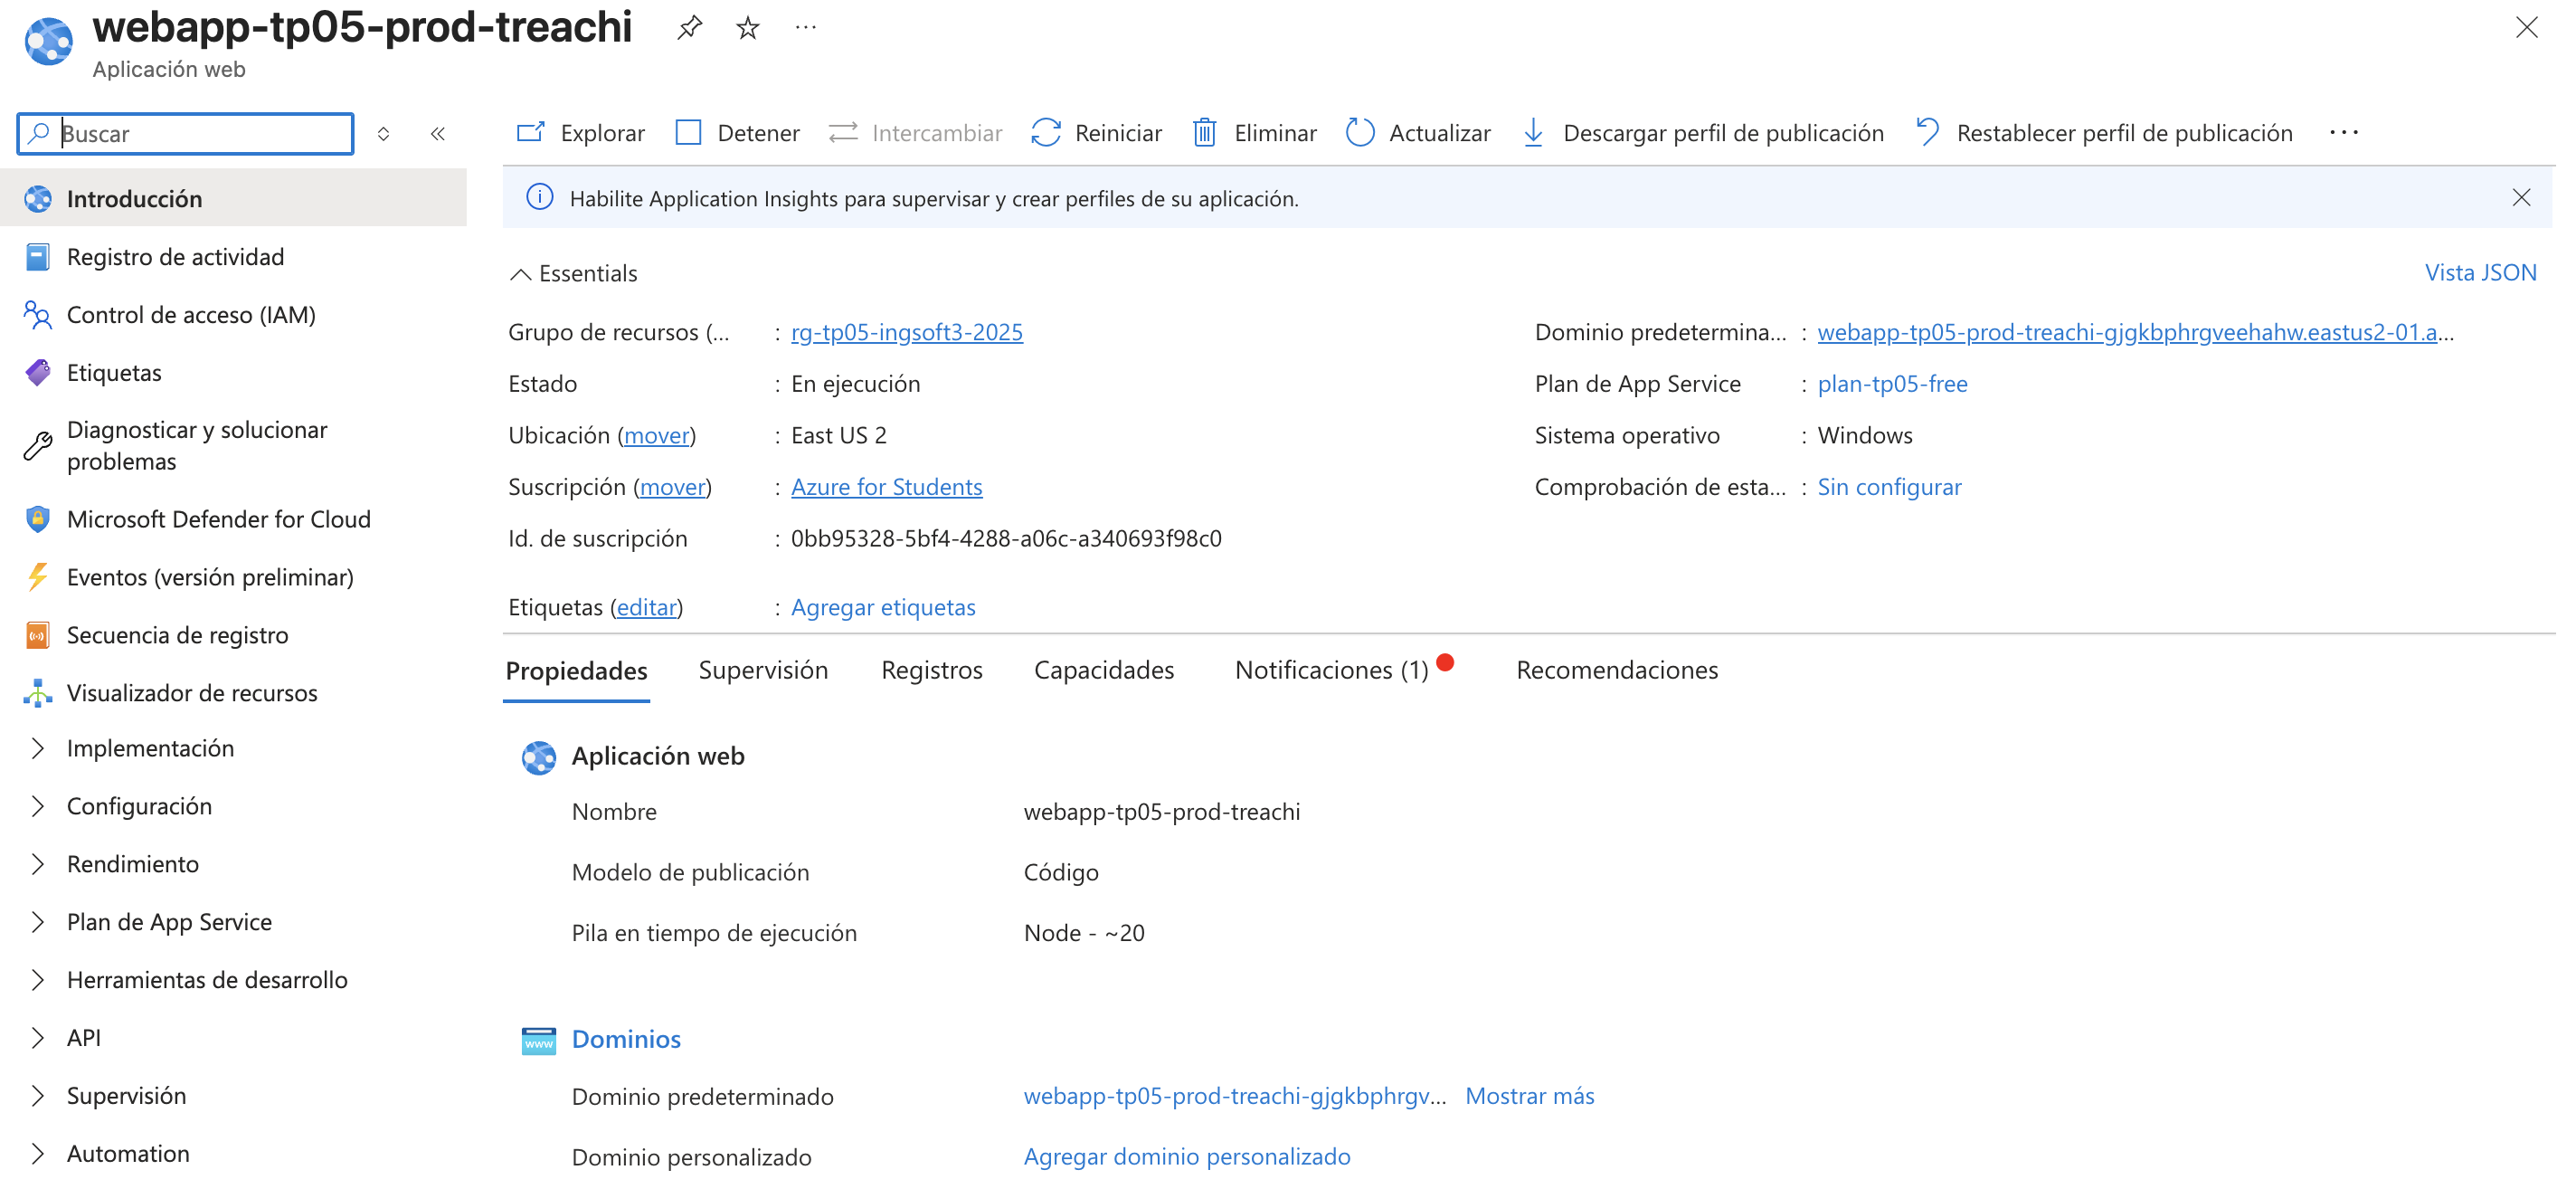 webapp-tp05-prod-treachi
Aplicación web
Buscar
Explorar
Detener
Intercambiar
Reiniciar
Eliminar
Actualizar
Descargar perfil de publicación
Restablecer perfil de publicación
Introducción
Registro de actividad
Control de acceso (IAM)
Etiquetas
Diagnosticar y solucionar
problemas
Microsoft Defender for Cloud
Eventos (versión preliminar)
Secuencia de registro
Visualizador de recursos
Implementación
Configuración
Rendimiento
Plan de App Service
Herramientas de desarrollo
API
Supervisión
Automation
Habilite Application Insights para supervisar y crear perfiles de su aplicación.
Essentials
Vista JSON
Grupo de recursos (... : rg-tp05-ingsoft3-2025
Estado : En ejecución
Ubicación (mover) : East US 2
Suscripción (mover) : Azure for Students
Id. de suscripción : 0bb95328-5bf4-4288-a06c-a340693f98c0
Etiquetas (editar) : Agregar etiquetas
Dominio predetermina... : webapp-tp05-prod-treachi-gjgkbphrgveehahw.eastus2-01.a...
Plan de App Service : plan-tp05-free
Sistema operativo : Windows
Comprobación de esta... : Sin configurar
Propiedades
Supervisión
Registros
Capacidades
Notificaciones (1)
Recomendaciones
Aplicación web
Nombre webapp-tp05-prod-treachi
Modelo de publicación Código
Pila en tiempo de ejecución Node - ~20
www
Dominios
Dominio predeterminado webapp-tp05-prod-treachi-gjgkbphrgv... Mostrar más
Dominio personalizado Agregar dominio personalizado